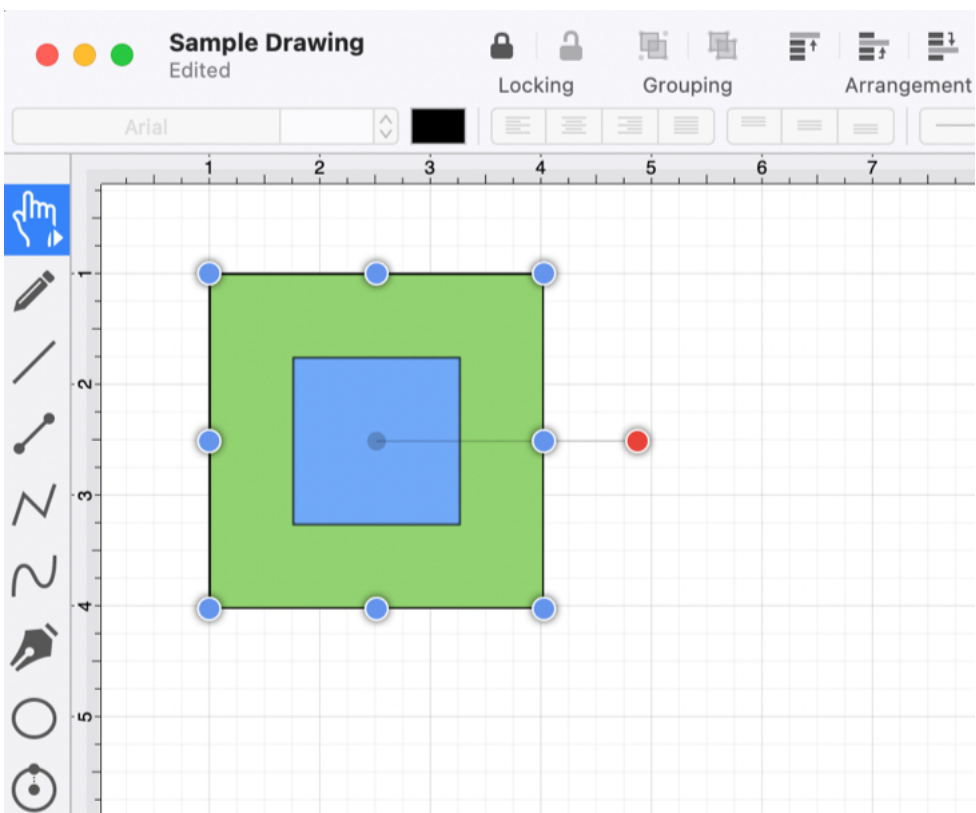 Sample Drawing
Edited
Locking
Grouping
Arrangement
Arial
1 2 3 4 5 6 7
1
2
3
4
5